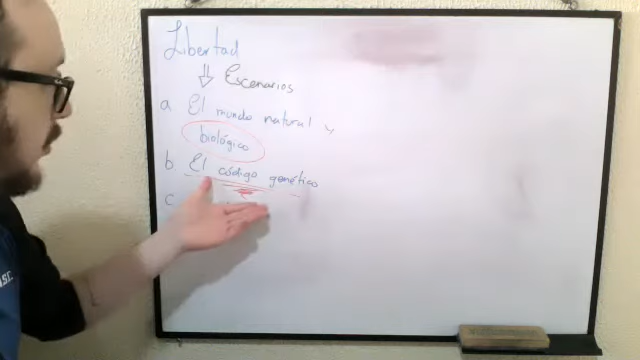 Libertad
⇓ Escenarios
a El mundo natural y
biológico
b El código genético
c